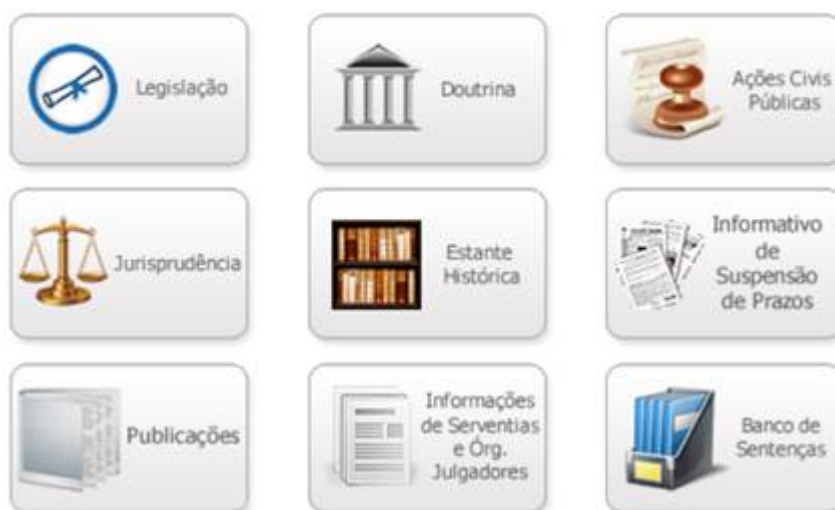 Legislação
Doutrina
Ações Civis
Públicas
Jurisprudência
Estante
Histórica
Informativo
de
Suspensão
de Prazos
Publicações
Informações
de Serventias
e Órg.
Julgadores
Banco de
Sentenças